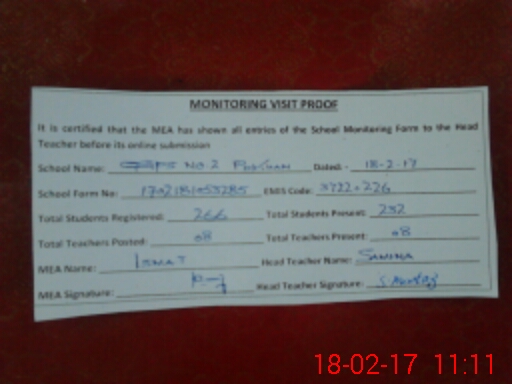 MONITORING VISIT PROOF
It is certified that the MEA has shown all entries of the School Monitoring Form to the Head
Teacher before its online submission
School Name: NO.2 Dated: - 18-2-17
School Form No: EMIS Code:
Total Students Registered: 266 Total Students Present: 232
Total Teachers Posted: 08 Total Teachers Present: 08
MEA Name: ISMAT Head Teacher Name:
MEA Signature: Head Teacher Signature:
18-02-17 11:11